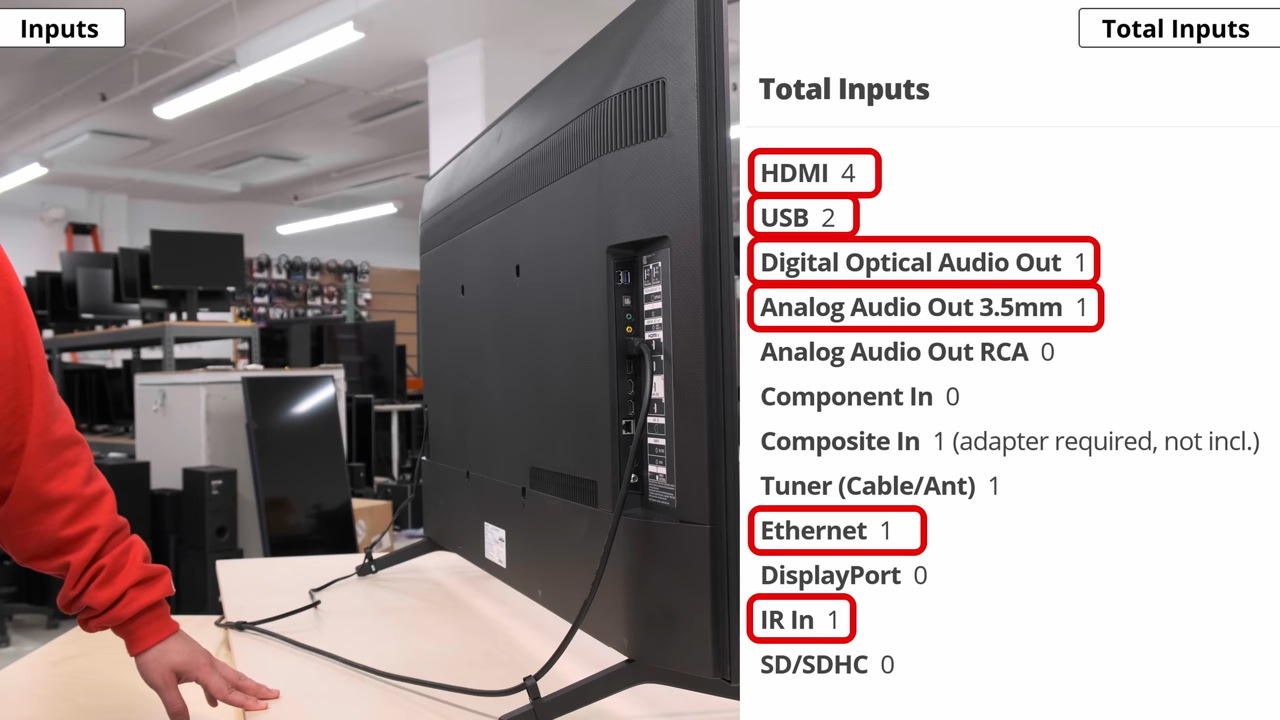 Inputs
Total Inputs
Total Inputs
HDMI 4
USB 2
Digital Optical Audio Out 1
Analog Audio Out 3.5mm 1
Analog Audio Out RCA 0
Component In 0
Composite In 1 (adapter required, not incl.)
Tuner (Cable/Ant) 1
Ethernet 1
DisplayPort 0
IR In 1
SD/SDHC 0